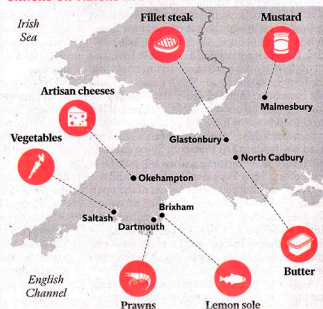 Irish
Sea
Fillet steak
Mustard
Artisan cheeses
Malmesbury
Vegetables
Glastonbury
North Cadbury
Okehampton
Saltash
Brixham
Dartmouth
English
Channel
Butter
Prawns
Lemon sole